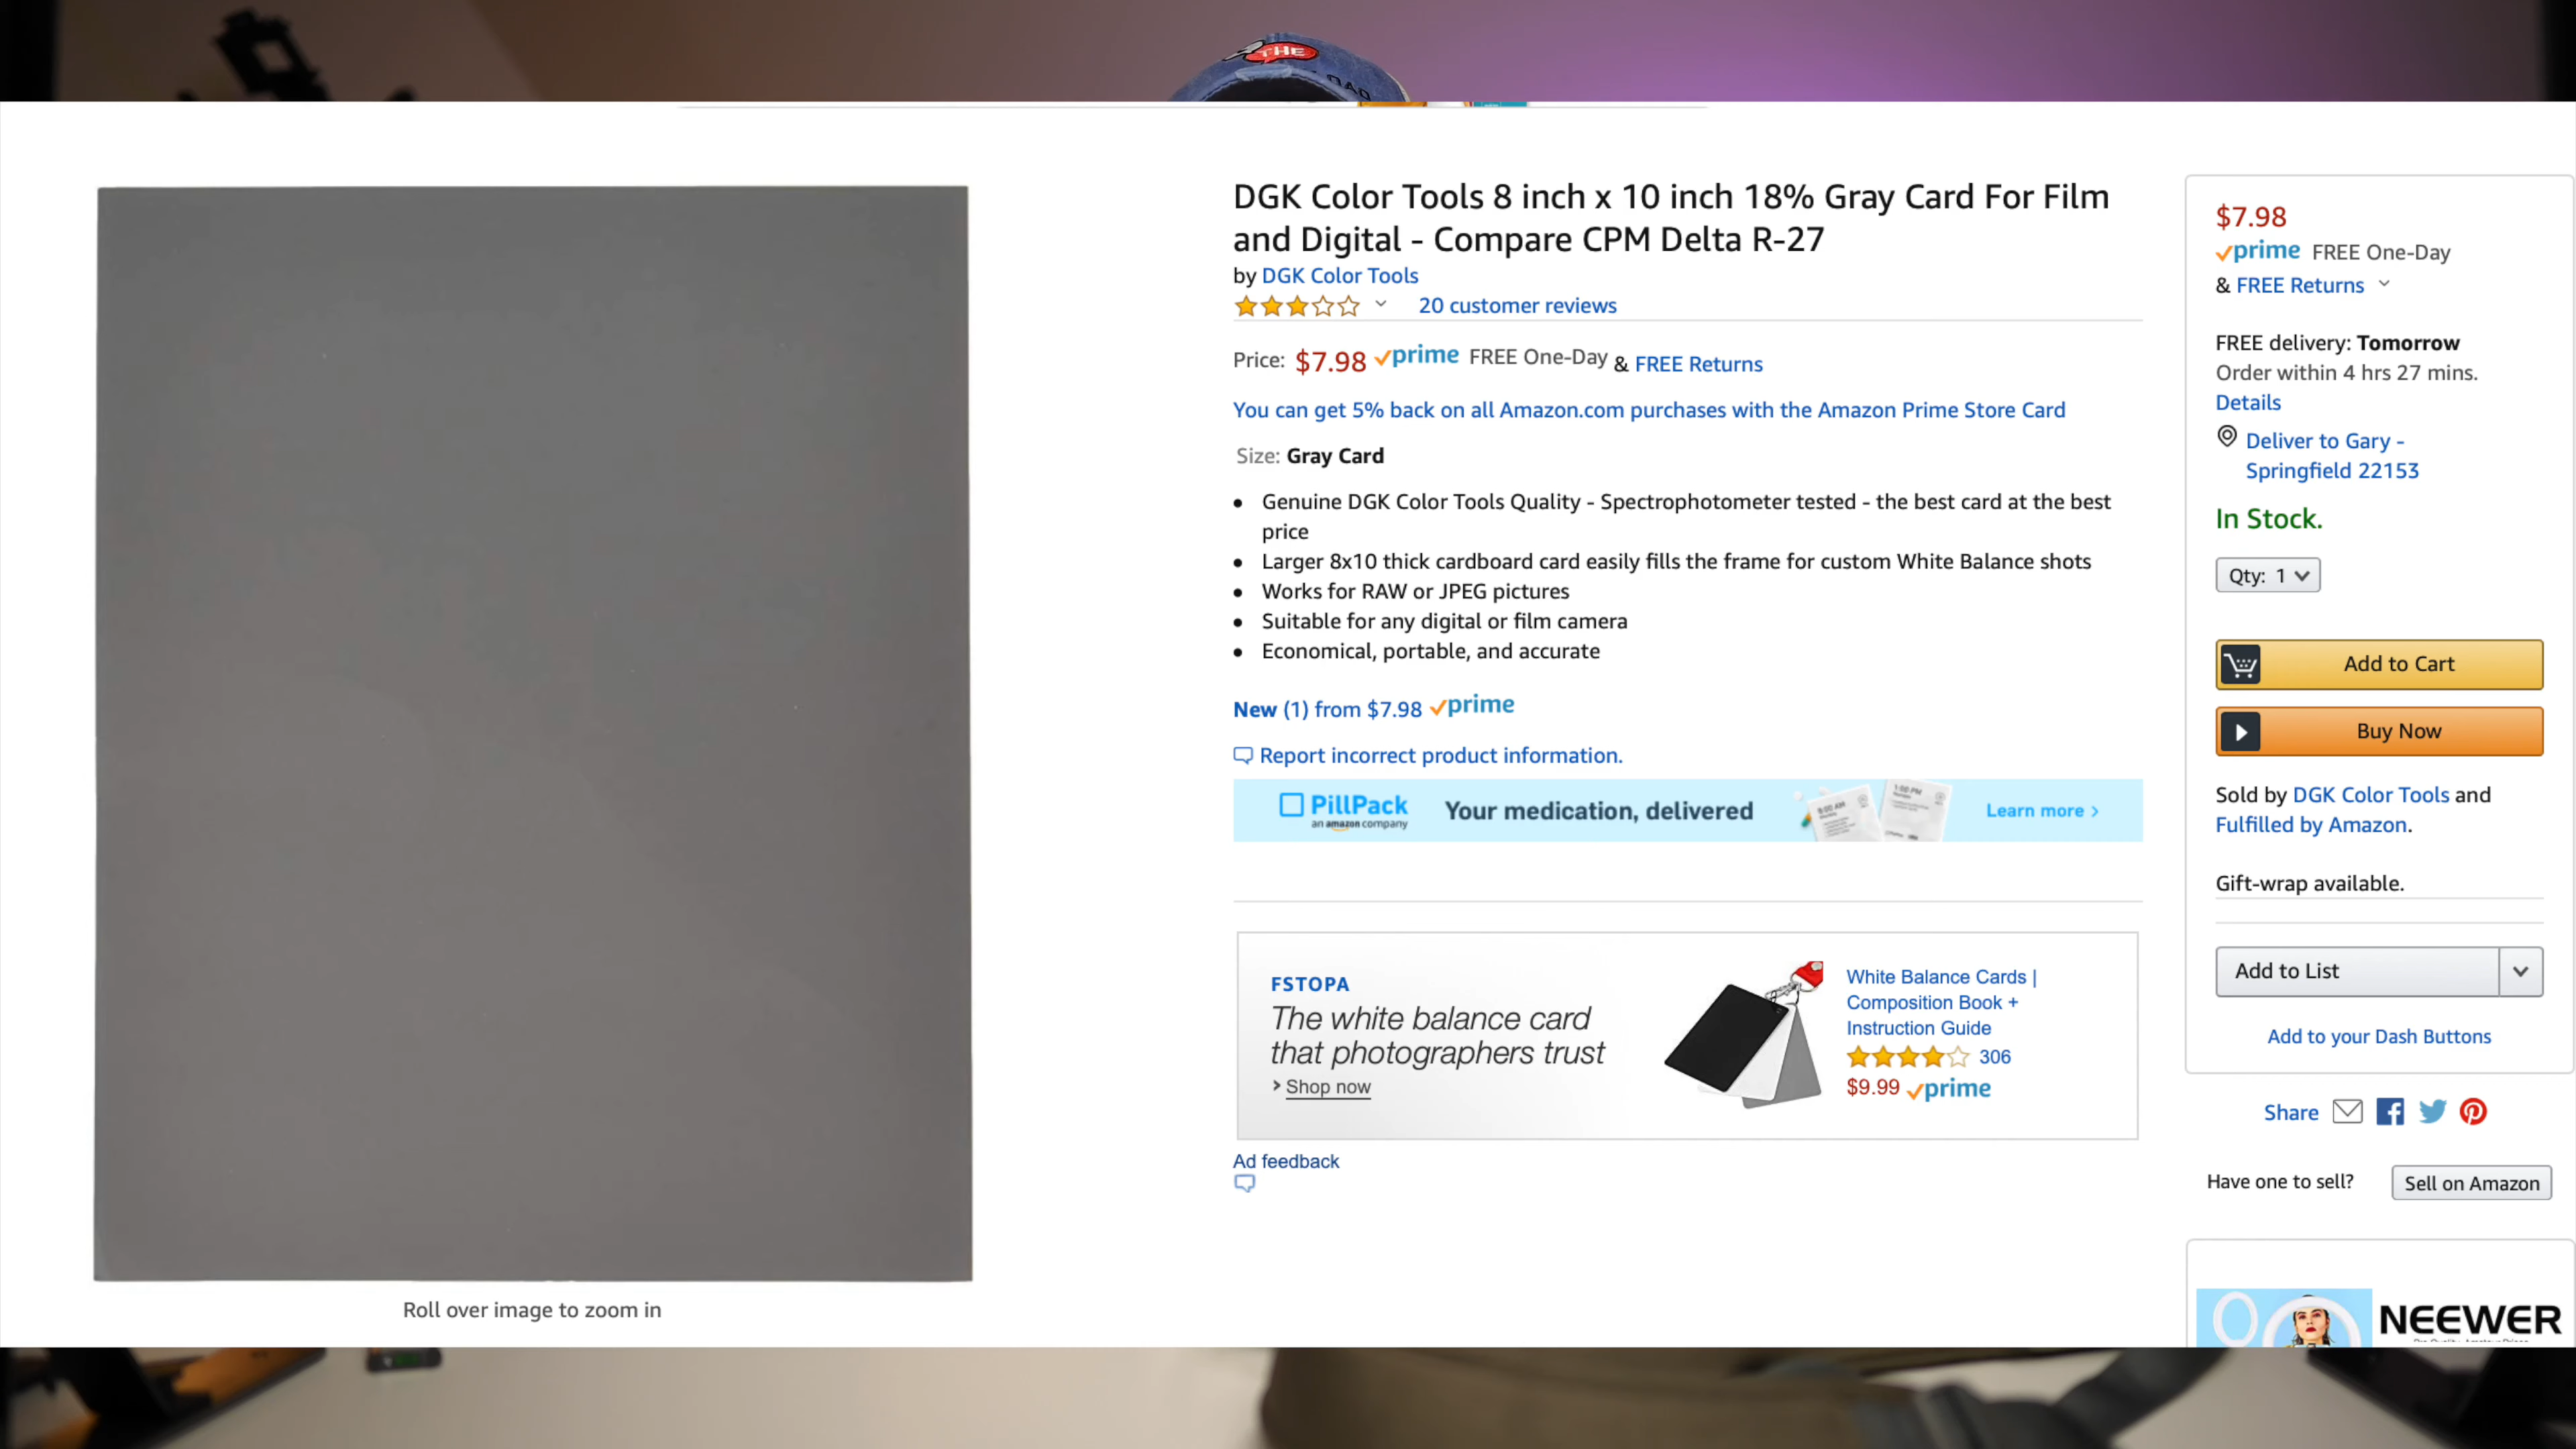 THE
DGK Color Tools 8 inch x 10 inch 18% Gray Card For Film
and Digital - Compare CPM Delta R-27
by DGK Color Tools
20 customer reviews
Price: $7.98 prime FREE One-Day & FREE Returns
You can get 5% back on all Amazon.com purchases with the Amazon Prime Store Card
Size: Gray Card
Genuine DGK Color Tools Quality - Spectrophotometer tested - the best card at the best
price
Larger 8x10 thick cardboard card easily fills the frame for custom White Balance shots
Works for RAW or JPEG pictures
Suitable for any digital or film camera
Economical, portable, and accurate
New (1) from $7.98 prime
Report incorrect product information.
PillPack
an amazon company
Your medication, delivered
8:00 AM
1:00 PM
Learn more >
FSTOPA
The white balance card
that photographers trust
> Shop now
White Balance Cards |
Composition Book +
Instruction Guide
306
$9.99 prime
Ad feedback
Roll over image to zoom in
$7.98
prime FREE One-Day
& FREE Returns
FREE delivery: Tomorrow
Order within 4 hrs 27 mins.
Details
Deliver to Gary -
Springfield 22153
In Stock.
Qty: 1
Add to Cart
Buy Now
Sold by DGK Color Tools and
Fulfilled by Amazon.
Gift-wrap available.
Add to List
Add to your Dash Buttons
Share
Have one to sell?
Sell on Amazon
NEEWER